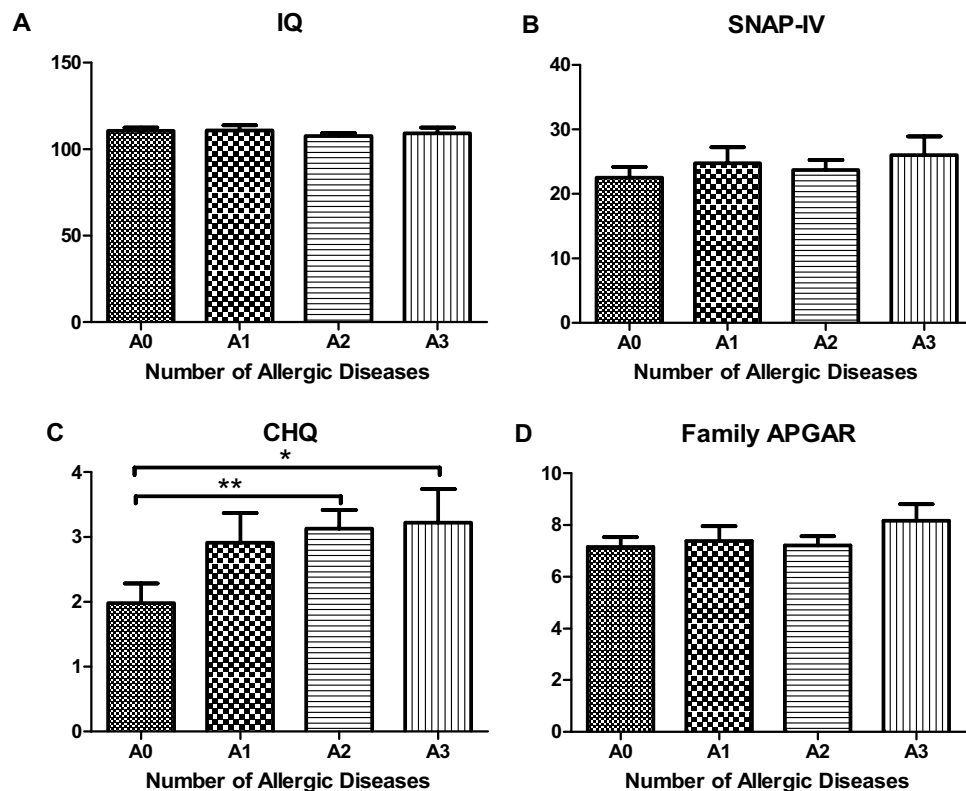 A
IQ
150
100
50
0
A0 A1 A2 A3
Number of Allergic Diseases
B
SNAP-IV
40
30
20
10
0
A0 A1 A2 A3
Number of Allergic Diseases
C
CHQ
*
**
4
3
2
1
0
A0 A1 A2 A3
Number of Allergic Diseases
D
Family APGAR
10
8
6
4
2
0
A0 A1 A2 A3
Number of Allergic Diseases